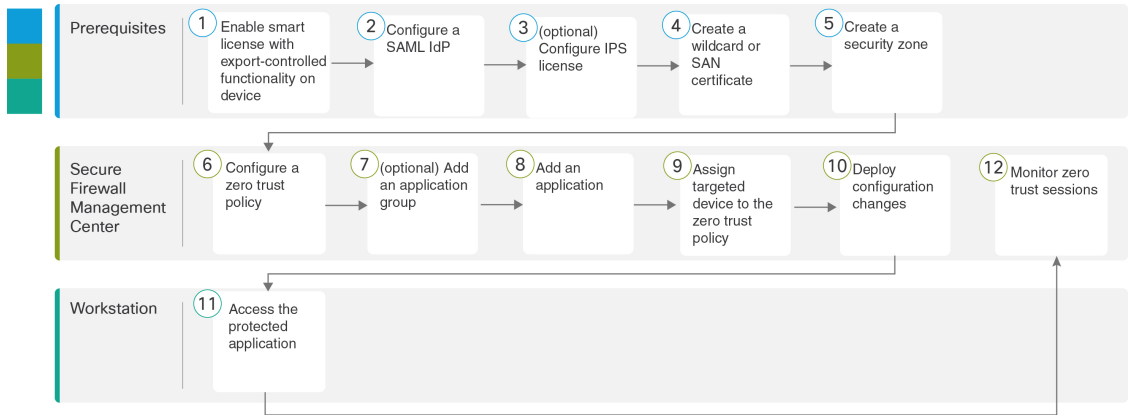 Prerequisites
1
Enable smart
license with
export-controlled
functionality on
device
2
Configure a
SAML IdP
3
(optional)
Configure IPS
license
4
Create a
wildcard or
SAN
certificate
5
Create a
security zone
Secure
Firewall
Management
Center
6
Configure a
zero trust
policy
7
(optional) Add
an application
group
8
Add an
application
9
Assign
targeted
device to the
zero trust
policy
10
Deploy
configuration
changes
12
Monitor zero
trust sessions
Workstation
11
Access the
protected
application